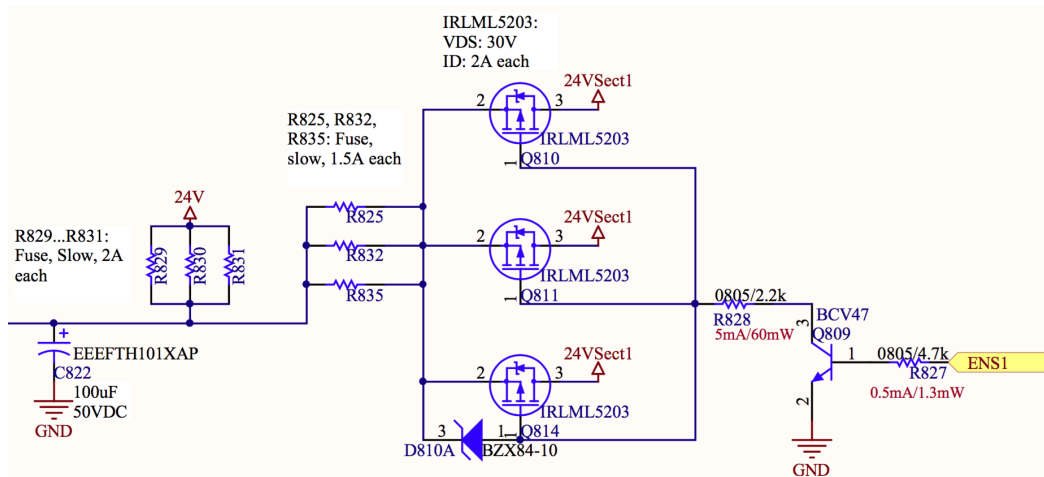 IRLML5203:
VDS: 30V
ID: 2A each
24VSect1
2
3
IRLML5203
1
Q810
R825, R832,
R835: Fuse,
slow, 1.5A each
24V
R829...R831:
Fuse, Slow, 2A
each
R829
R830
R831
R825
R832
R835
24VSect1
2
3
IRLML5203
1
Q811
0805/2.2k
R828
5mA/60mW
BCV47
Q809
3
1
2
0805/4.7k
R827
0.5mA/1.3mW
ENS1
GND
+
EEEFTH101XAP
C822
100uF
50VDC
GND
24VSect1
2
3
IRLML5203
1
Q814
3
1
D810A
BZX84-10